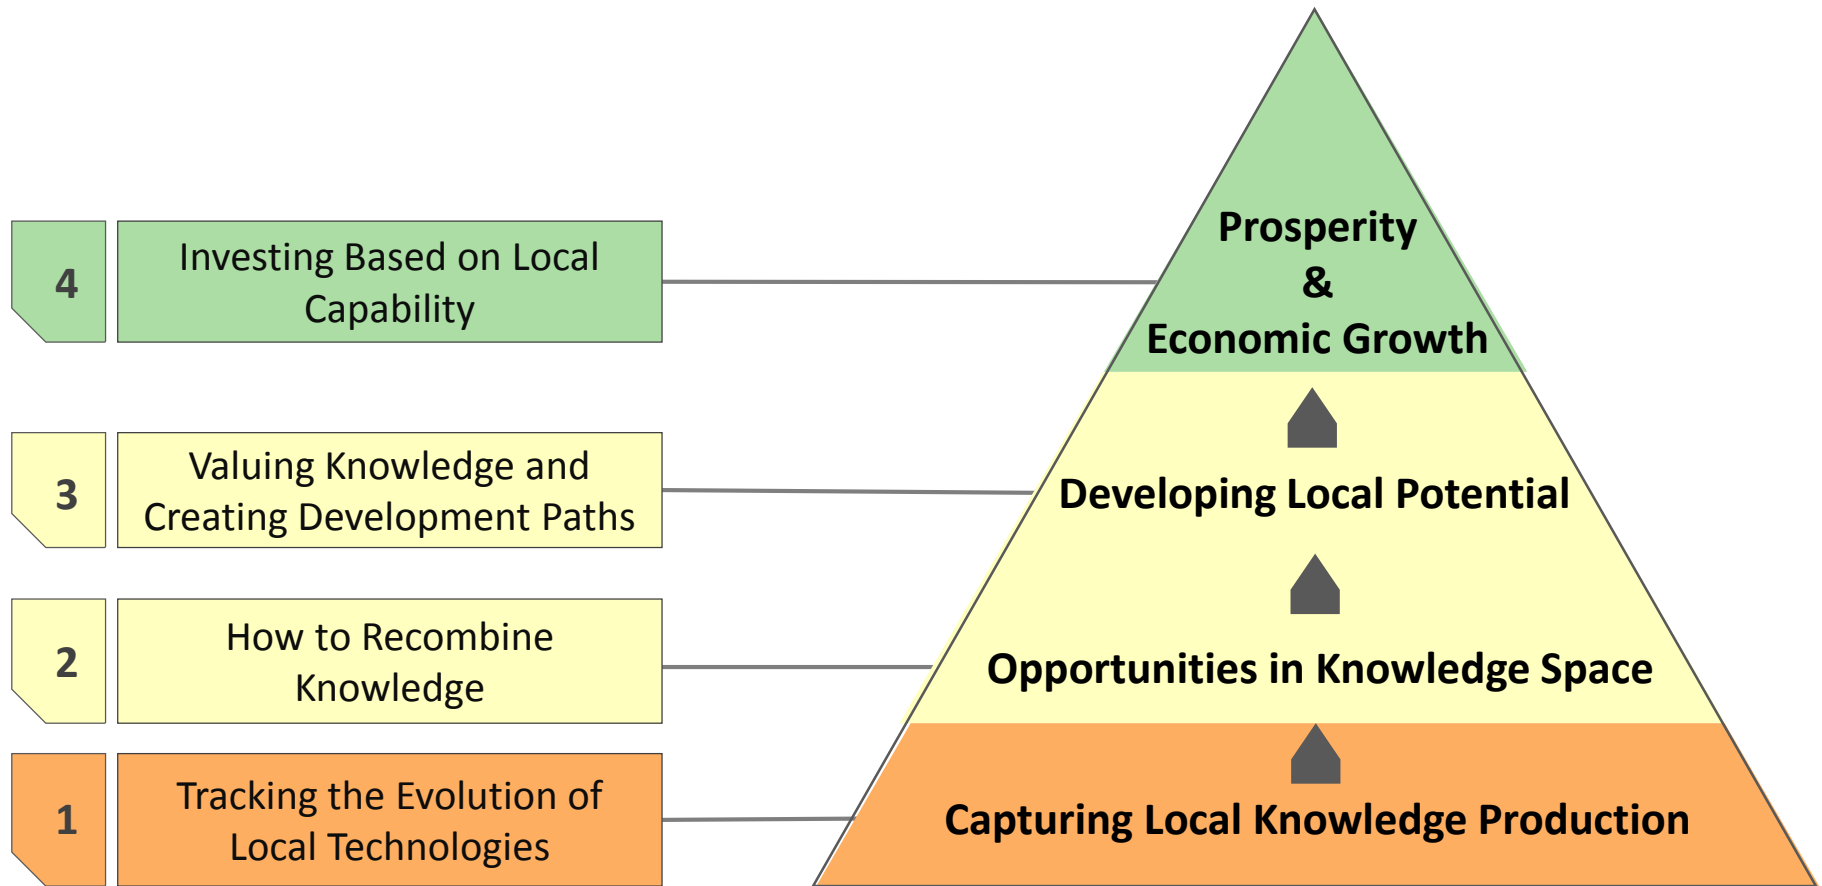 4
Investing Based on Local
Capability
Prosperity
&
Economic Growth
3
Valuing Knowledge and
Creating Development Paths
Developing Local Potential
2
How to Recombine
Knowledge
Opportunities in Knowledge Space
1
Tracking the Evolution of
Local Technologies
Capturing Local Knowledge Production